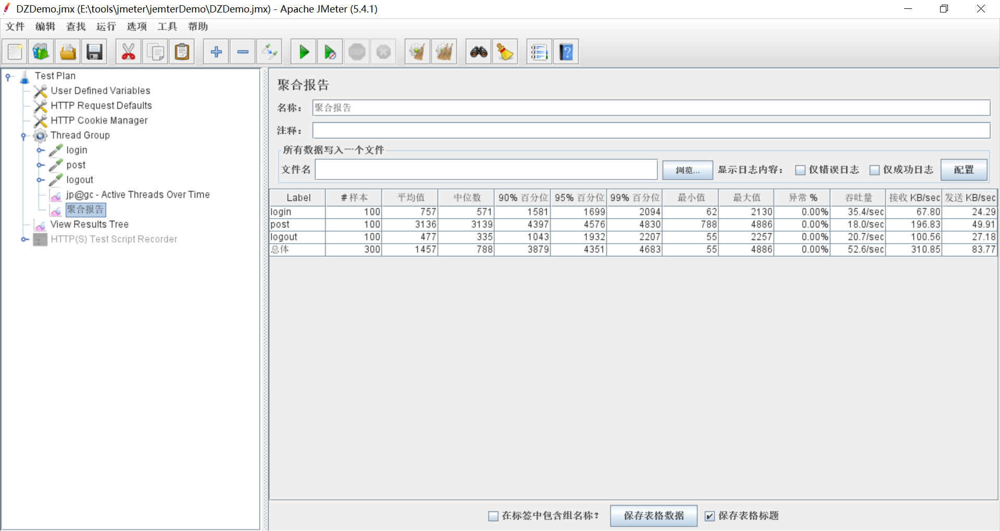 DZDemo.jmx (E:\tools\jmeter\jemterDemo\DZDemo.jmx) - Apache JMeter (5.4.1)
文件 编辑 查找 运行 选项 工具 帮助
STOP
Test Plan
User Defined Variables
HTTP Request Defaults
HTTP Cookie Manager
Thread Group
login
post
logout
jp@gc - Active Threads Over Time
聚合报告
View Results Tree
HTTP(S) Test Script Recorder
聚合报告
名称： 聚合报告
注释：
所有数据写入一个文件
文件名 浏览... 显示日志内容： 仅错误日志 仅成功日志 配置
Label # 样本 平均值 中位数 90% 百分位 95% 百分位 99% 百分位 最小值 最大值 异常 % 吞吐量 接收 KB/sec 发送 KB/sec
login 100 757 571 1581 1699 2094 62 2130 0.00% 35.4/sec 67.80 24.29
post 100 3136 3139 4397 4576 4830 788 4886 0.00% 18.0/sec 196.83 49.91
logout 100 477 335 1043 1932 2207 55 2257 0.00% 20.7/sec 100.56 27.18
总体 300 1457 788 3879 4351 4683 55 4886 0.00% 52.6/sec 310.85 83.77
在标签中包含组名称? 保存表格数据 保存表格标题